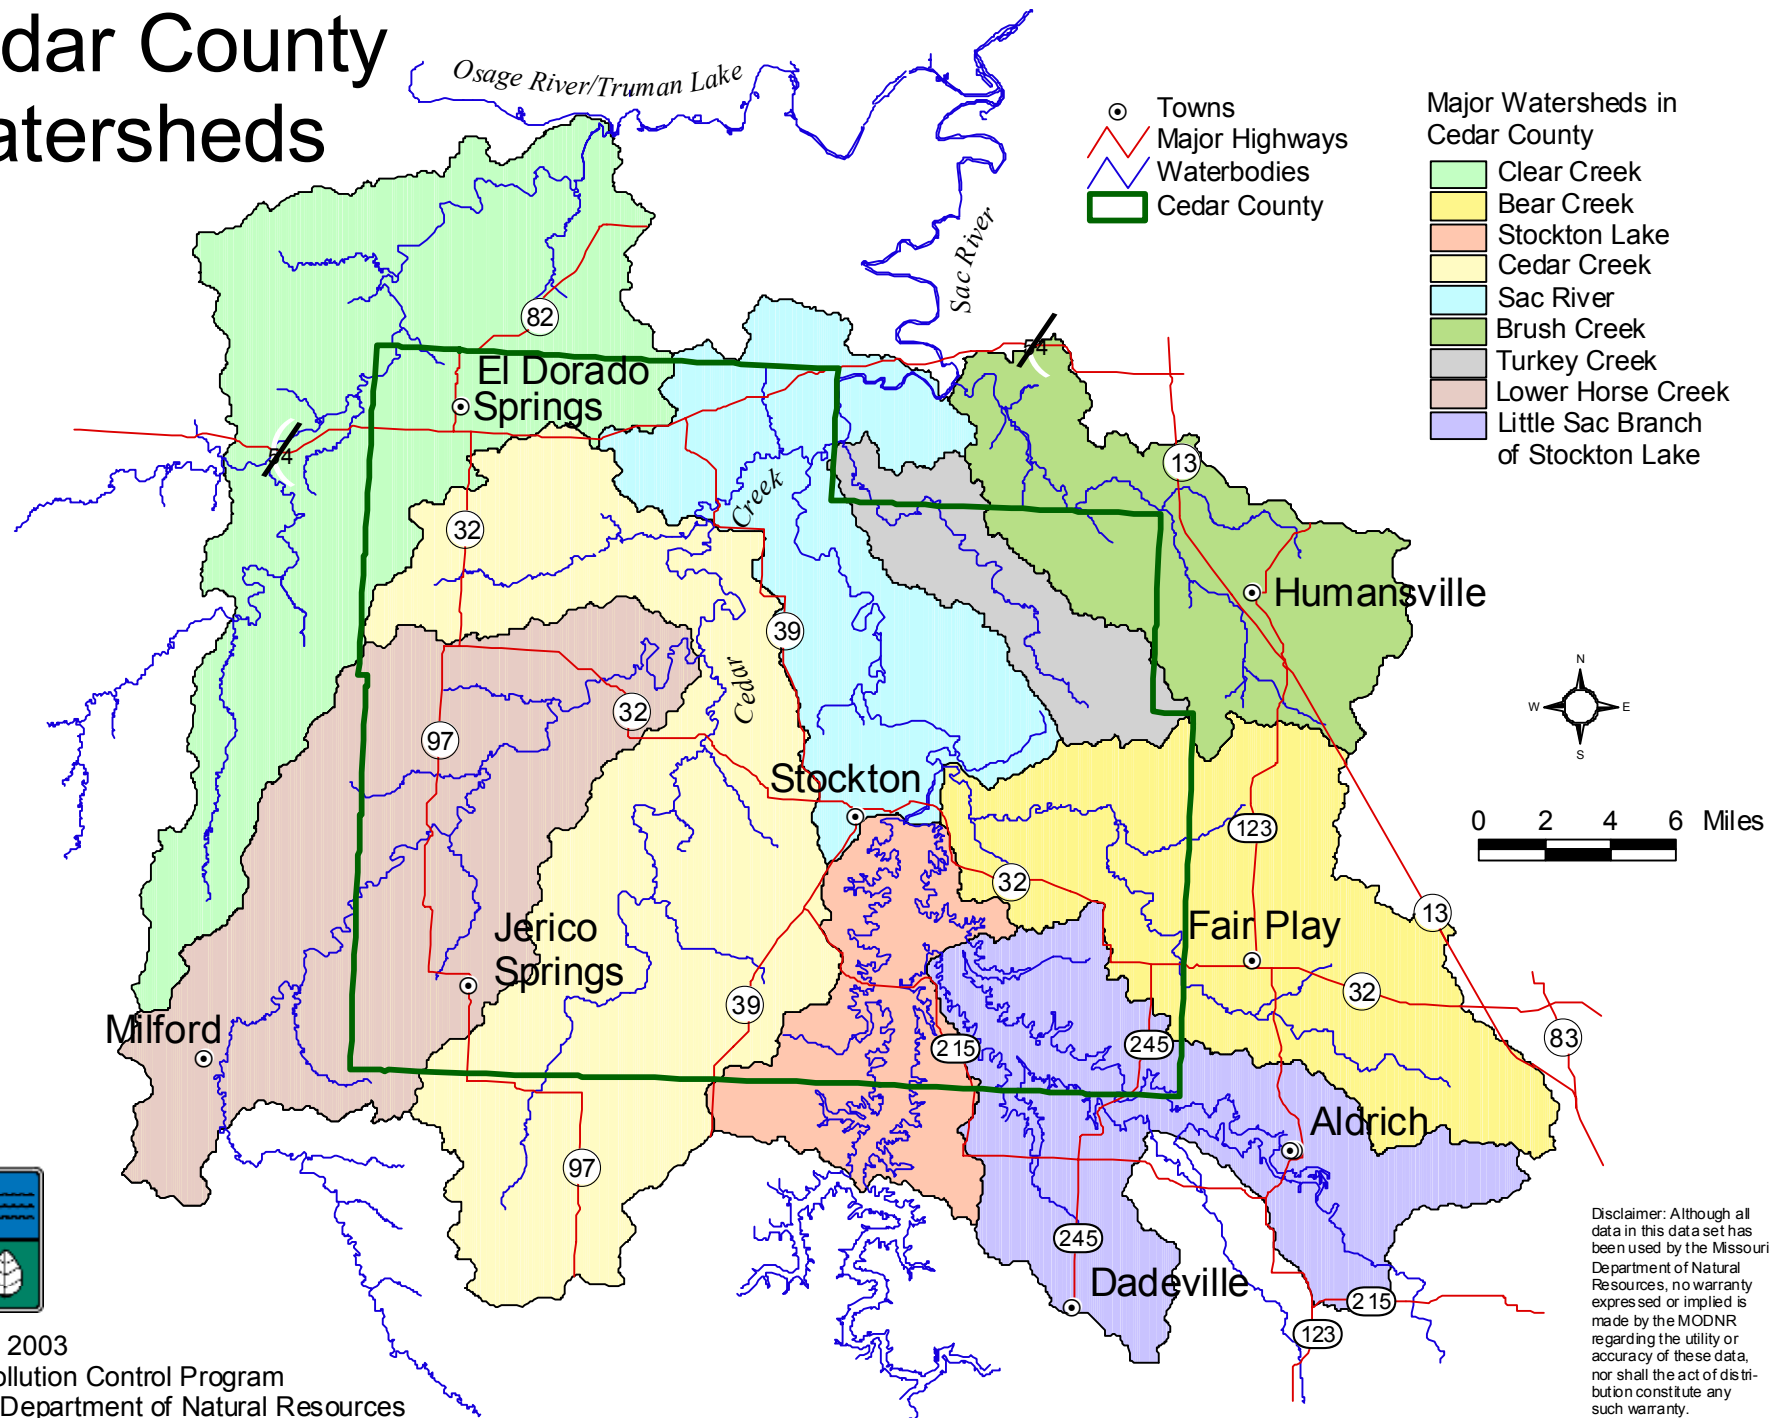 dar County
atersheds
Osage River/Truman Lake
Sac River
Towns
Major Highways
Waterbodies
Cedar County
Major Watersheds in
Cedar County
Clear Creek
Bear Creek
Stockton Lake
Cedar Creek
Sac River
Brush Creek
Turkey Creek
Lower Horse Creek
Little Sac Branch
of Stockton Lake
82
54
El Dorado
Springs
54
13
32
Creek
Humansville
39
Cedar
32
97
N
W
E
S
Stockton
0 2 4 6 Miles
123
32
13
Jerico
Springs
Fair Play
32
39
Milford
215
245
83
Aldrich
97
245
Dadeville
215
123
2003
ollution Control Program
Department of Natural Resources
Disclaimer: Although all
data in this data set has
been used by the Missouri
Department of Natural
Resources, no warranty
expressed or implied is
made by the MODNR
regarding the utility or
accuracy of these data,
nor shall the act of distri-
bution constitute any
such warranty.